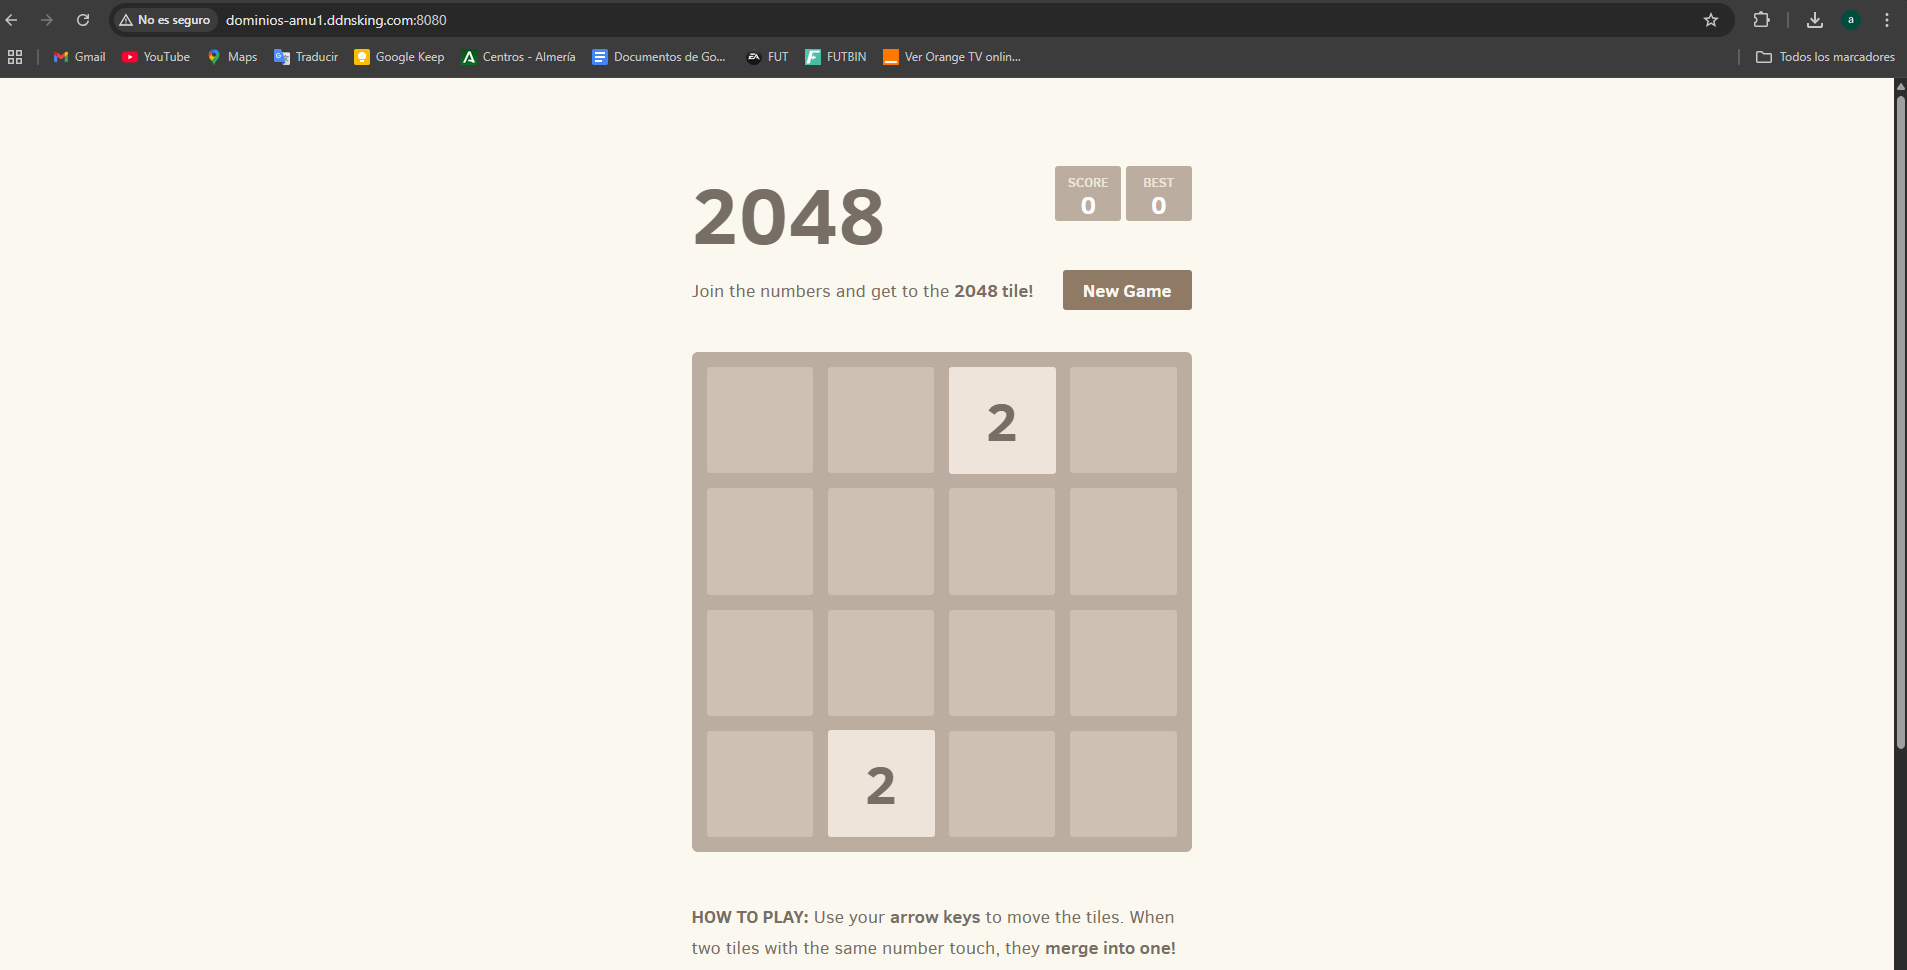 No es seguro dominios-amu1.ddnsking.com:8080 a
Gmail YouTube Maps Traducir Google Keep Centros - Almería Documentos de Go... EA FUT FUTBIN Ver Orange TV onlin... Todos los marcadores
2048
SCORE BEST
0 0
Join the numbers and get to the 2048 tile! New Game
2
2
HOW TO PLAY: Use your arrow keys to move the tiles. When
two tiles with the same number touch, they merge into one!